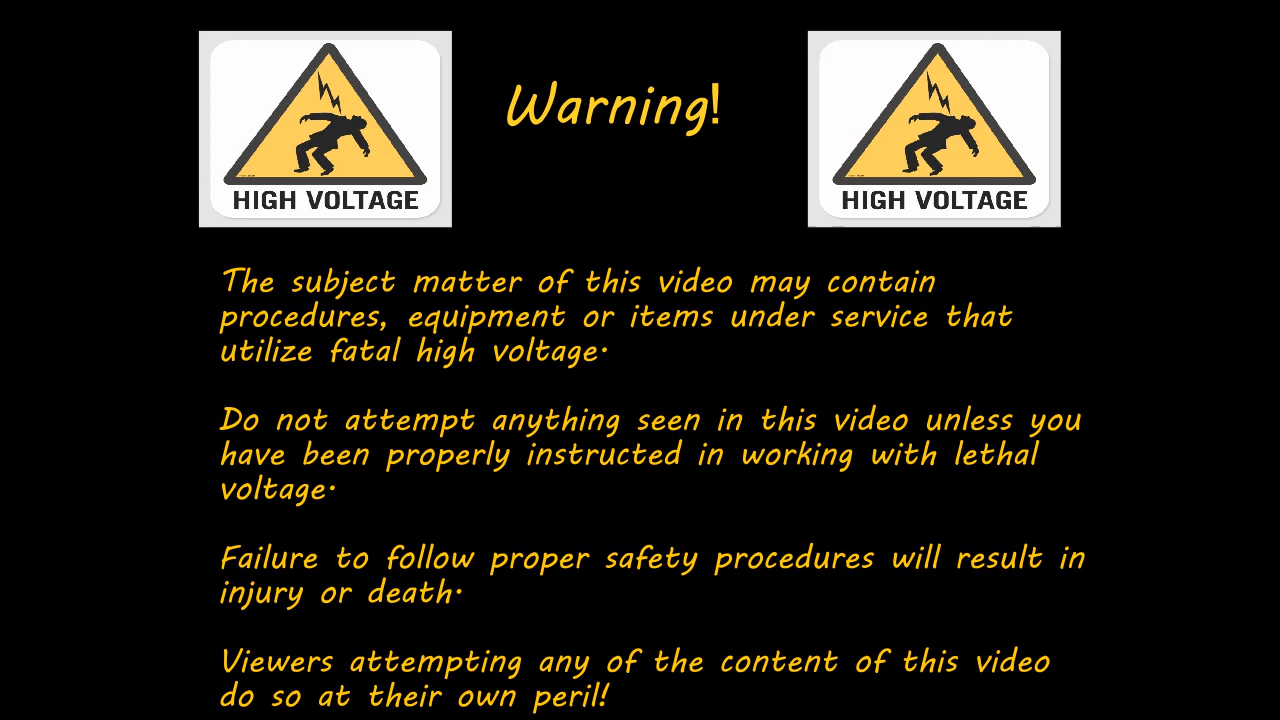 Warning!
HIGH VOLTAGE
HIGH VOLTAGE
The subject matter of this video may contain
procedures, equipment or items under service that
utilize fatal high voltage.
Do not attempt anything seen in this video unless you
have been properly instructed in working with lethal
voltage.
Failure to follow proper safety procedures will result in
injury or death.
Viewers attempting any of the content of this video
do so at their own peril!